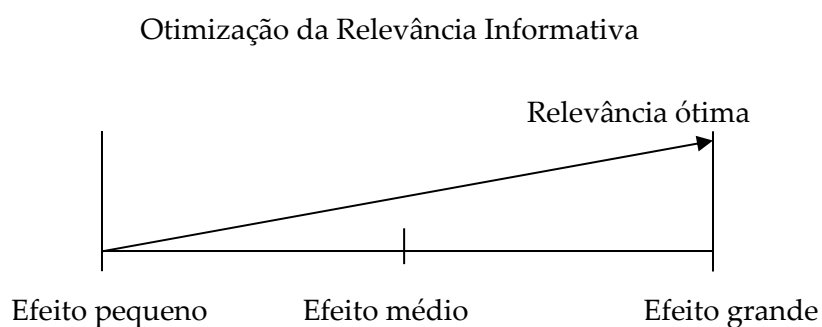 Otimização da Relevância Informativa
Relevância ótima
Efeito pequeno Efeito médio Efeito grande